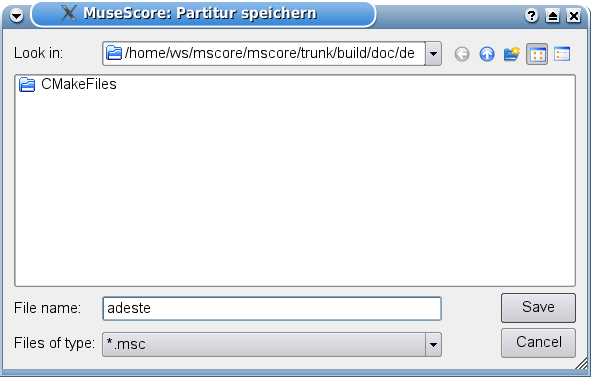 MuseScore: Partitur speichern
Look in: /home/ws/mscore/mscore/trunk/build/doc/de
CMakeFiles
File name: adeste Save
Files of type: *.msc Cancel